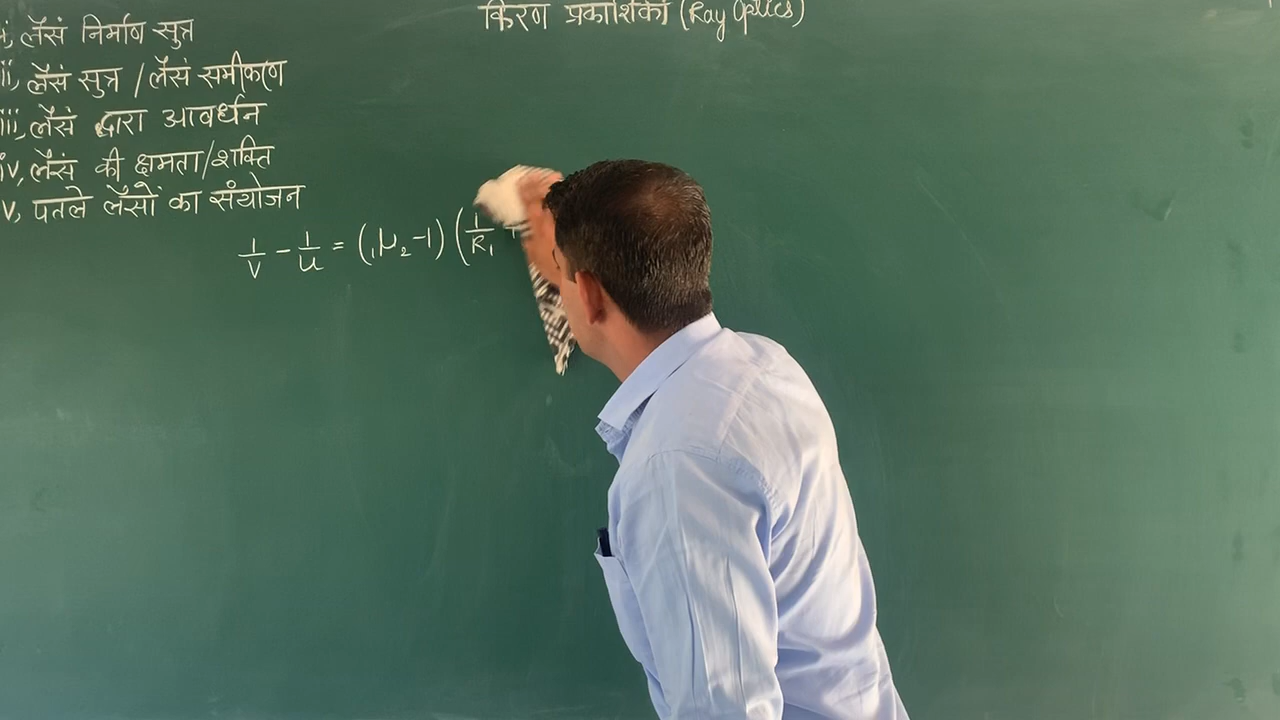 किरण प्रकाशिकी (Ray Optics)
i, लेंस निर्माण सुत्र
ii, लेंस सुत्र / लेंस समीकरण
iii, लेंस द्वारा आवर्धन
iv, लेंस की क्षमता/शक्ति
v, पतले लेंसों का संयोजन
1/v - 1/u = (₁μ₂-1) (1/R₁